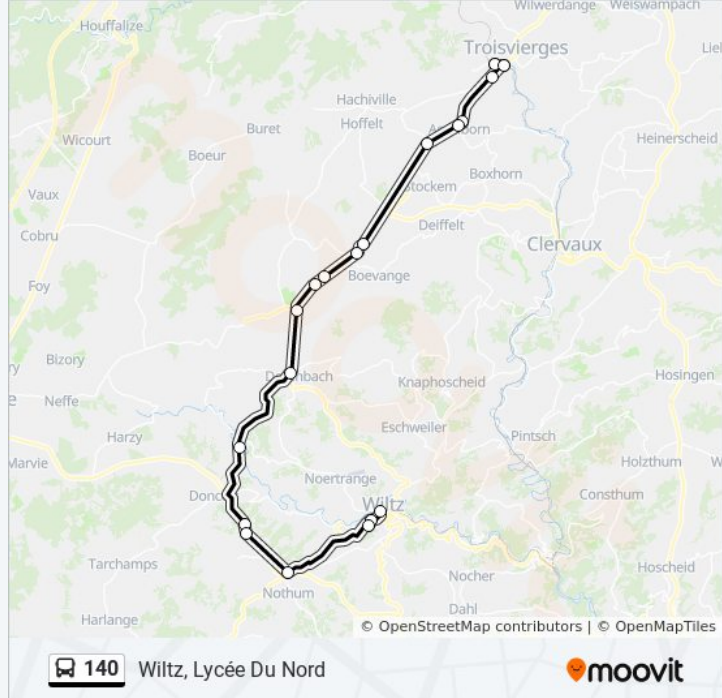 Wilwerdange
Weiswampach
Houffalize
Troisvierges
Hachiville
Buret
Hoffelt
Wicourt
Boeur
Heinerscheid
Boxhorn
Stockem
Vaux
Deiffelt
Cobru
Clervaux
Foy
Boevange
Bizory
Hosingen
Neffe
Knaphoscheid
Harzy
Eschweiler
Pintsch
Marvie
Holzthum
Noertrange
Consthum
Wiltz
Tarchamps
Hoscheid
Nocher
Nothum
Dahl
Harlange
© OpenStreetMap contributors | © OpenMapTiles
140 Wiltz, Lycée Du Nord
moovit